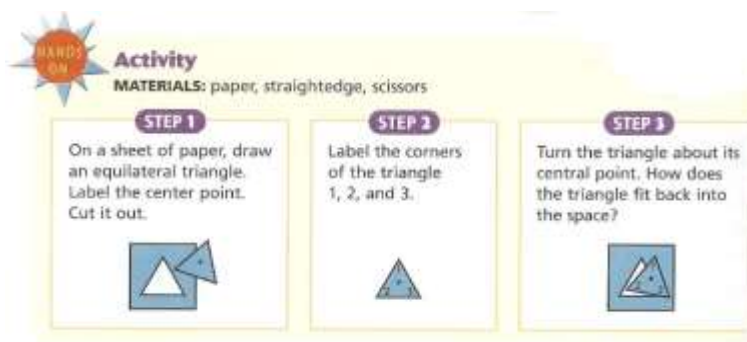 HANDS
ON
Activity
MATERIALS: paper, straightedge, scissors
STEP 1
On a sheet of paper, draw
an equilateral triangle.
Label the center point.
Cut it out.
STEP 2
Label the corners
of the triangle
1, 2, and 3.
STEP 3
Turn the triangle about its
central point. How does
the triangle fit back into
the space?